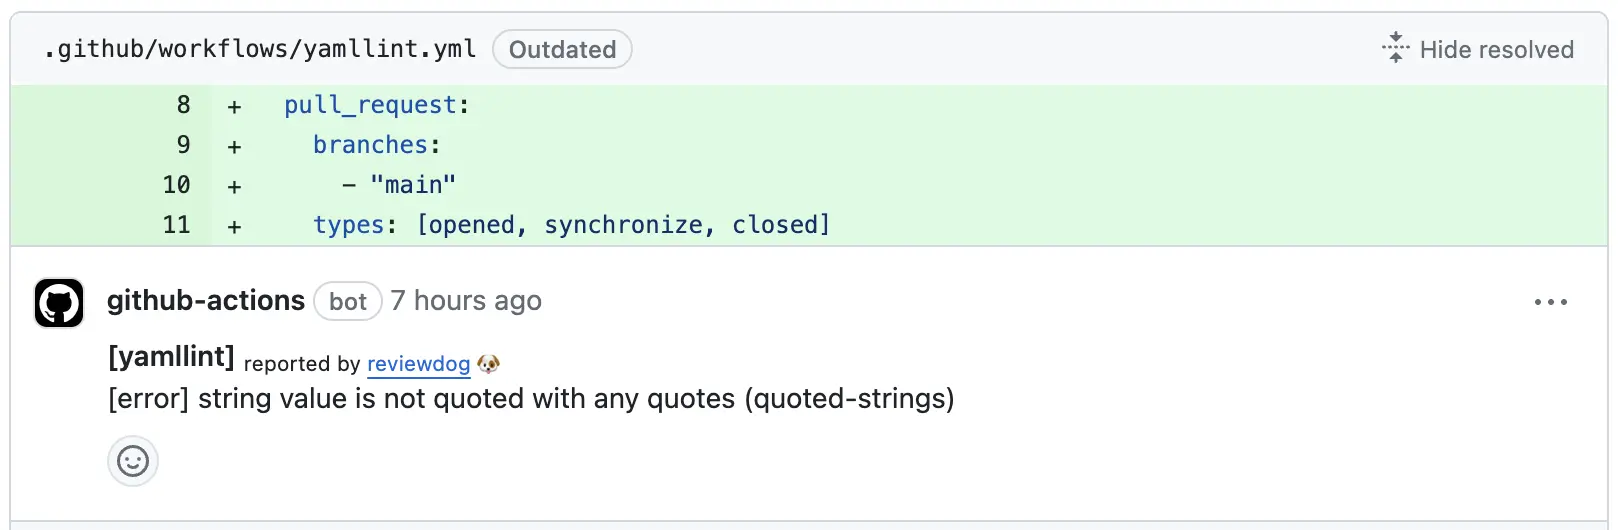 .github/workflows/yamllint.yml Outdated Hide resolved
8 + pull_request:
9 + branches:
10 + - "main"
11 + types: [opened, synchronize, closed]
github-actions bot 7 hours ago
[yamllint] reported by reviewdog 🐶
[error] string value is not quoted with any quotes (quoted-strings)